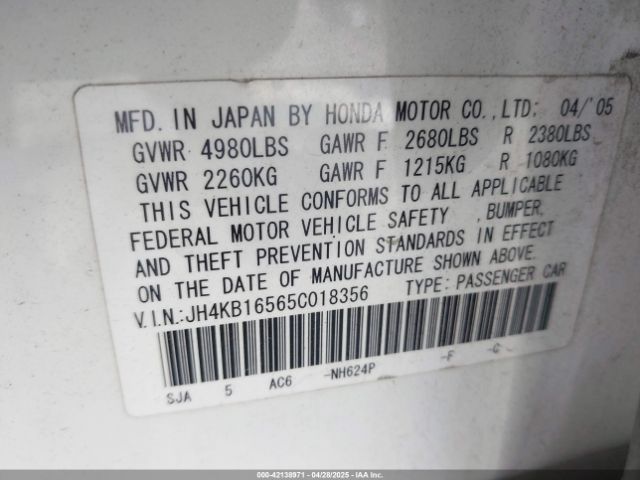 MFD. IN JAPAN BY HONDA MOTOR CO., LTD: 04/'05
GVWR 4980LBS GAWR F 2680LBS R 2380LBS
GVWR 2260KG GAWR F 1215KG R 1080KG
THIS VEHICLE CONFORMS TO ALL APPLICABLE
FEDERAL MOTOR VEHICLE SAFETY , BUMPER,
AND THEFT PREVENTION STANDARDS IN EFFECT
ON THE DATE OF MANUFACTURE SHOWN ABOVE.
V.I.N.:JH4KB16565C018356 TYPE: PASSENGER CAR
SJA 5 AC6 -NH624P -F -C
000-42138971 - 04/28/2025 - IAA Inc.